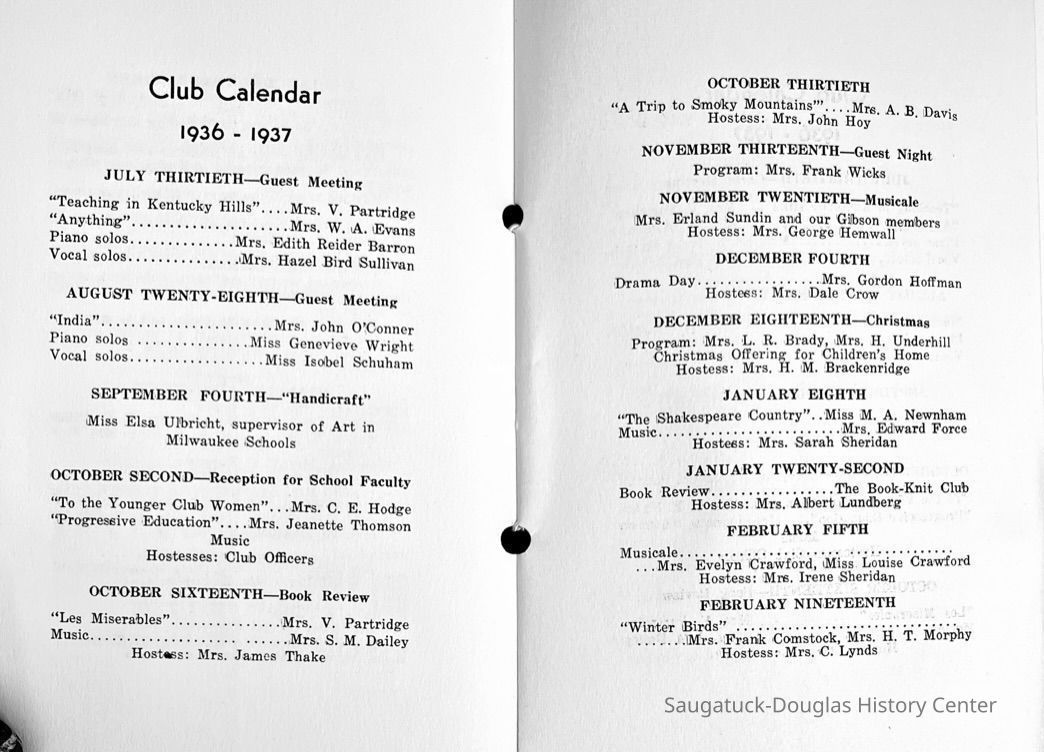 Club Calendar
1936 - 1937
JULY THIRTIETH—Guest Meeting
“Teaching in Kentucky Hills”....Mrs. V. Partridge
“Anything”.....................Mrs. W. A. Evans
Piano solos..............Mrs. Edith Reider Barron
Vocal solos...............Mrs. Hazel Bird Sullivan
AUGUST TWENTY-EIGHTH—Guest Meeting
“India”.......................Mrs. John O'Conner
Piano solos ...............Miss Genevieve Wright
Vocal solos..................Miss Isobel Schuham
SEPTEMBER FOURTH—“Handicraft”
Miss Elsa Ulbricht, supervisor of Art in
Milwaukee Schools
OCTOBER SECOND—Reception for School Faculty
“To the Younger Club Women”...Mrs. C. E. Hodge
“Progressive Education”....Mrs. Jeanette Thomson
Music
Hostesses: Club Officers
OCTOBER SIXTEENTH—Book Review
“Les Miserables”...............Mrs. V. Partridge
Music.................... ......Mrs. S. M. Dailey
Hostess: Mrs. James Thake
OCTOBER THIRTIETH
“A Trip to Smoky Mountains”'....Mrs. A. B. Davis
Hostess: Mrs. John Hoy
NOVEMBER THIRTEENTH—Guest Night
Program: Mrs. Frank Wicks
NOVEMBER TWENTIETH—Musicale
Mrs. Erland Sundin and our Gibson members
Hostess: Mrs. George Hemwall
DECEMBER FOURTH
Drama Day.................Mrs. Gordon Hoffman
Hostess: Mrs. Dale Crow
DECEMBER EIGHTEENTH—Christmas
Program: Mrs. L. R. Brady, Mrs. H. Underhill
Christmas Offering for Children's Home
Hostess: Mrs. H. M. Brackenridge
JANUARY EIGHTH
“The Shakespeare Country”..Miss M. A. Newnham
Music.........................Mrs. Edward Force
Hostess: Mrs. Sarah Sheridan
JANUARY TWENTY-SECOND
Book Review.................The Book-Knit Club
Hostess: Mrs. Albert Lundberg
FEBRUARY FIFTH
Musicale.....................................
...Mrs. Evelyn Crawford, Miss Louise Crawford
Hostess: Mrs. Irene Sheridan
FEBRUARY NINETEENTH
“Winter Birds” ..............................
.......Mrs. Frank Comstock, Mrs. H. T. Morphy
Hostess: Mrs. C. Lynds
Saugatuck-Douglas History Center